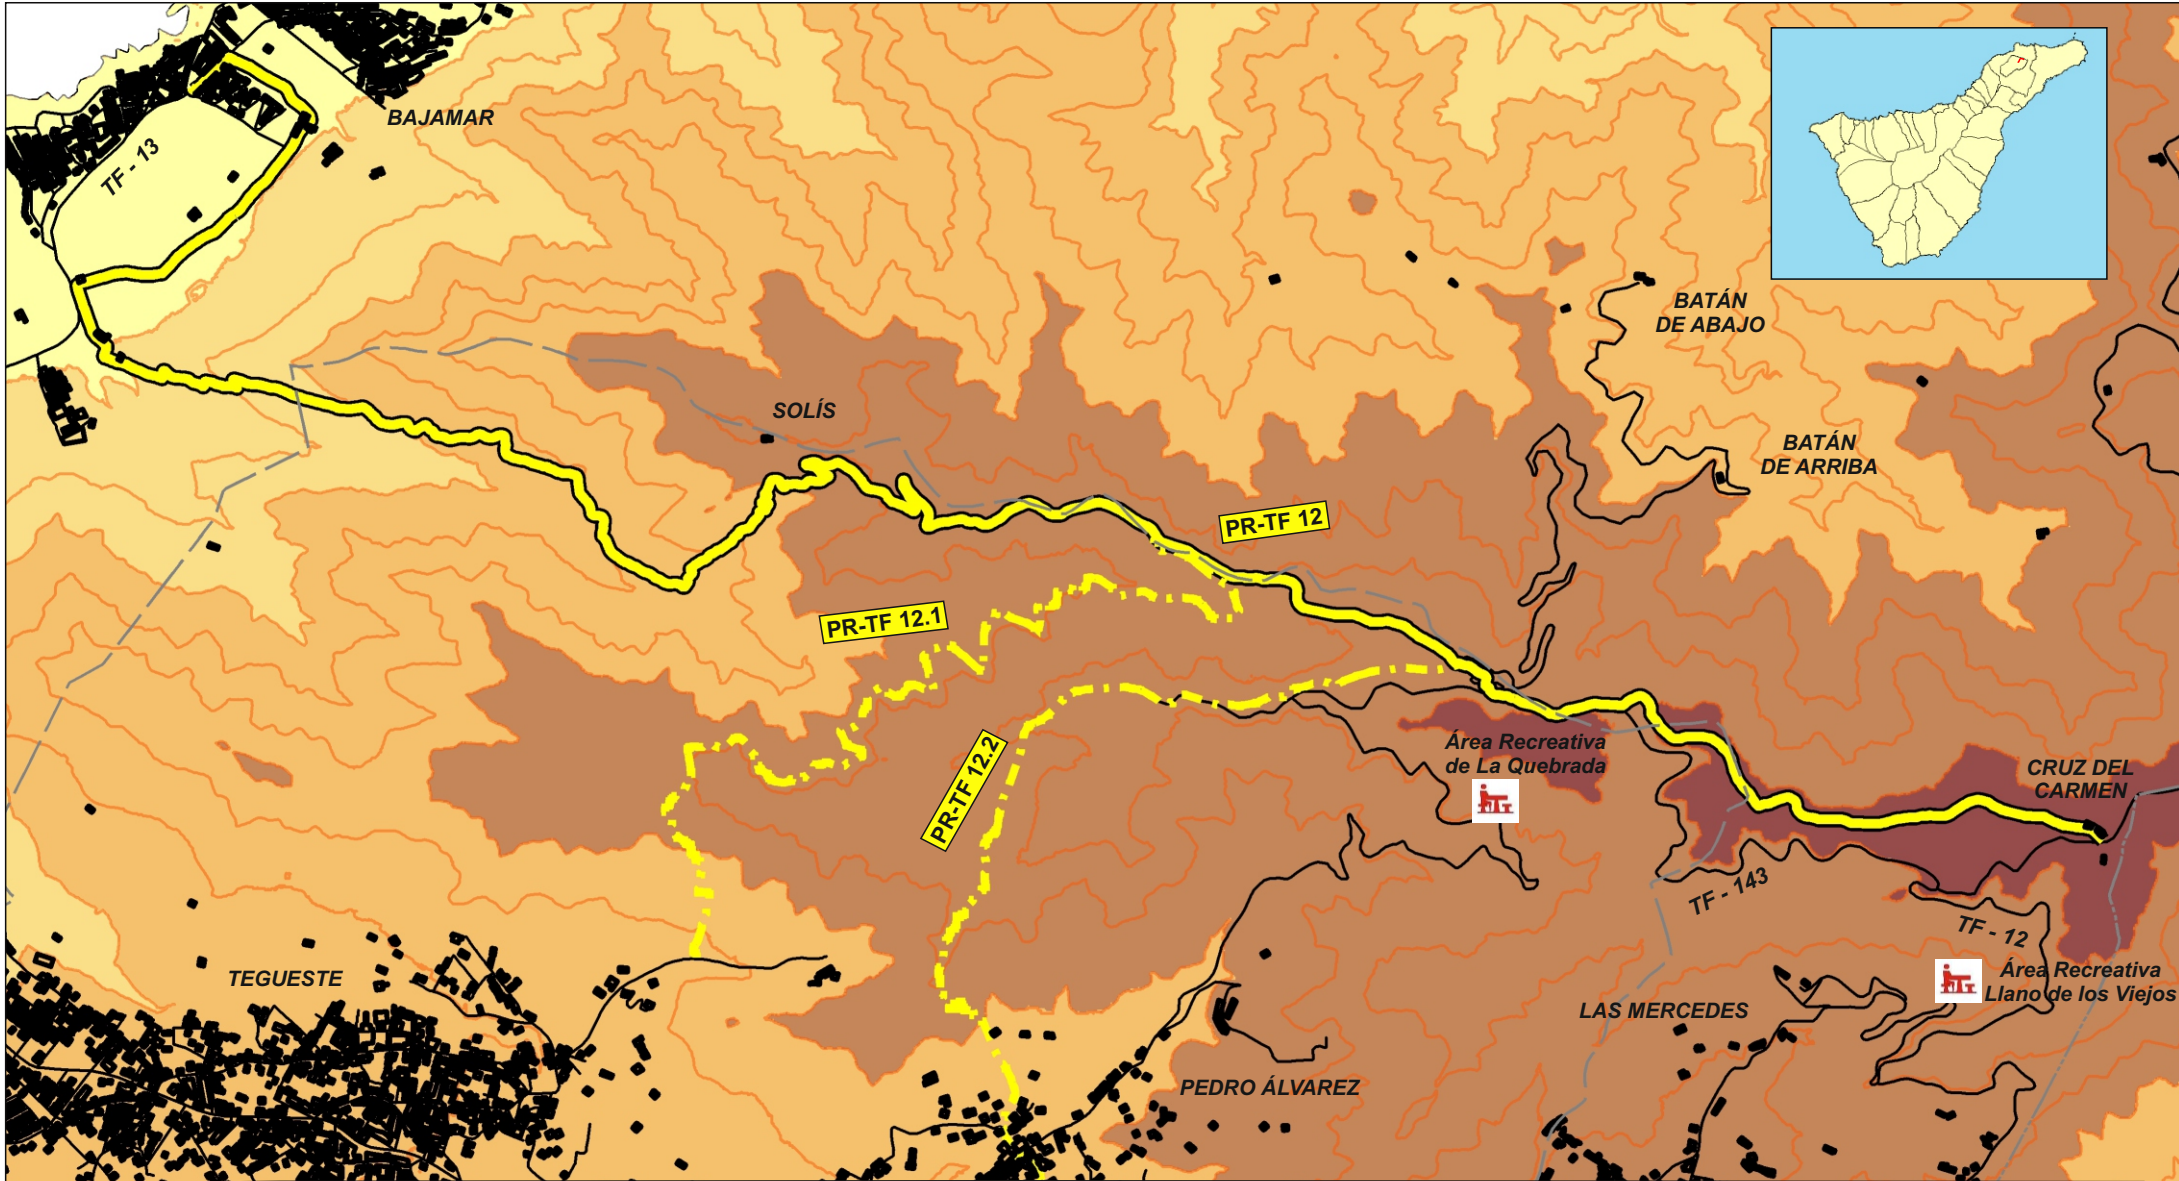 BAJAMAR
TF - 13
BATÁN
DE ABAJO
SOLÍS
BATÁN
DE ARRIBA
PR-TF 12
PR-TF 12.1
PR-TF 12.2
Área Recreativa
de La Quebrada
CRUZ DEL
CARMEN
TF - 143
TF - 12
TEGUESTE
Área Recreativa
Llano de los Viejos
LAS MERCEDES
PEDRO ÁLVAREZ